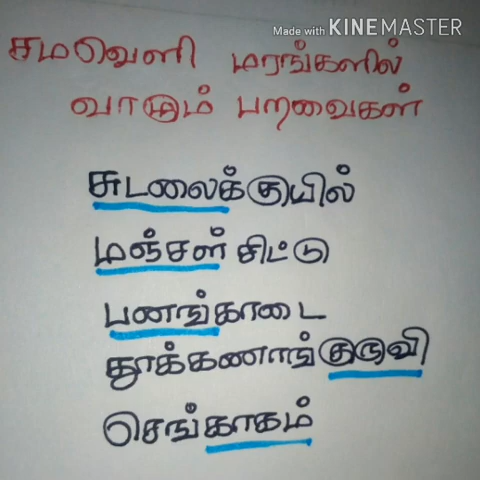 Made with KINEMASTER
சமவெளி மரங்களில்
வாழும் பறவைகள்
சுடலைக்குயில்
மஞ்சள் சிட்டு
பனங்காடை
தூக்கணாங்குருவி
செங்காகம்